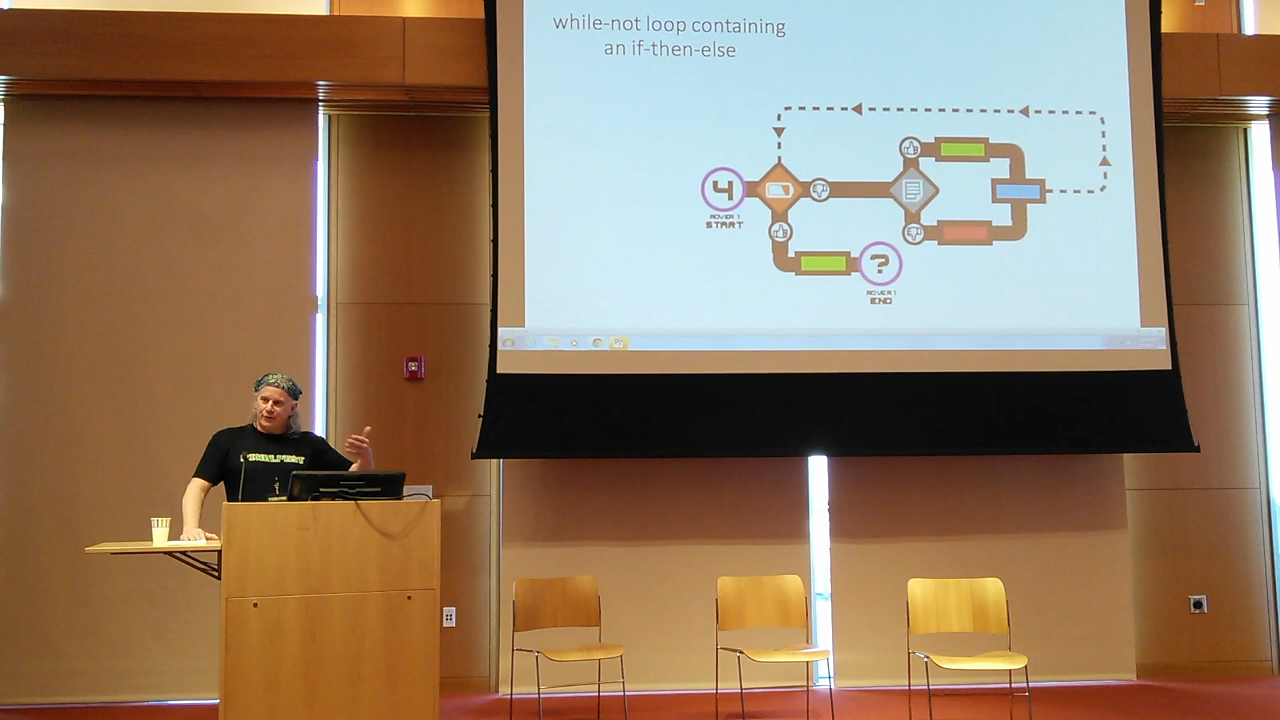 while-not loop containing
an if-then-else
4
ROVER 1
START
?
ROVER 1
END